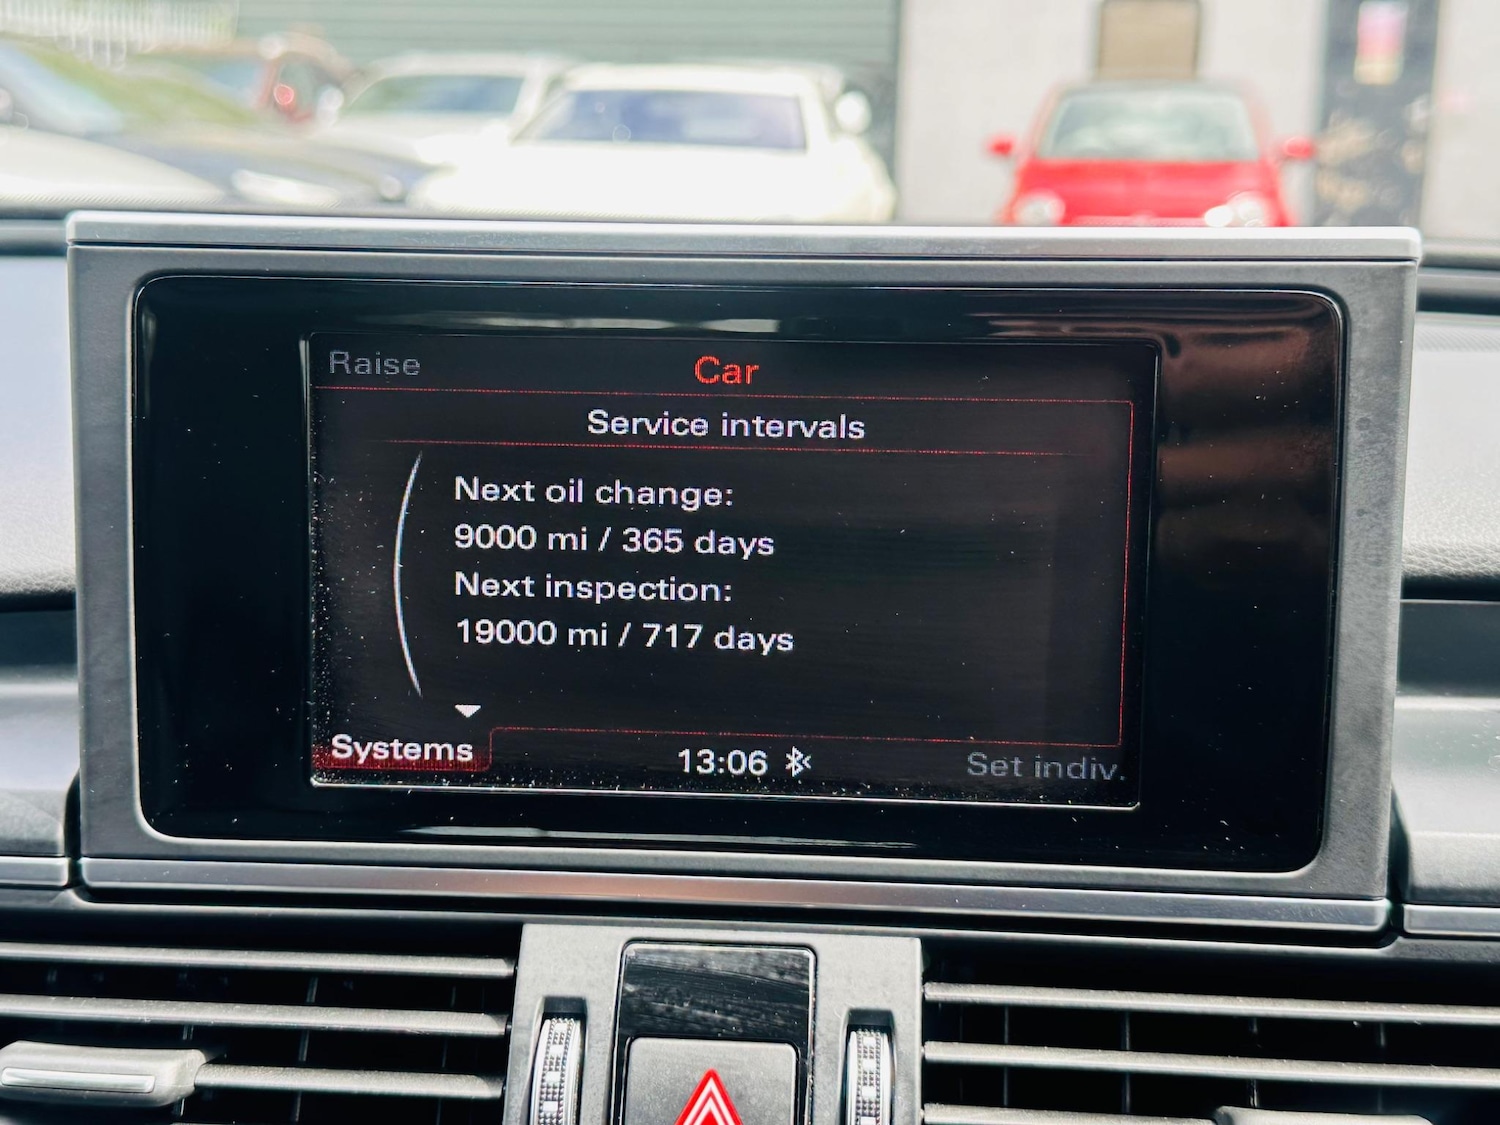 Raise
Car
Service intervals
Next oil change:
9000 mi / 365 days
Next inspection:
19000 mi / 717 days
Systems
13:06
Set indiv.